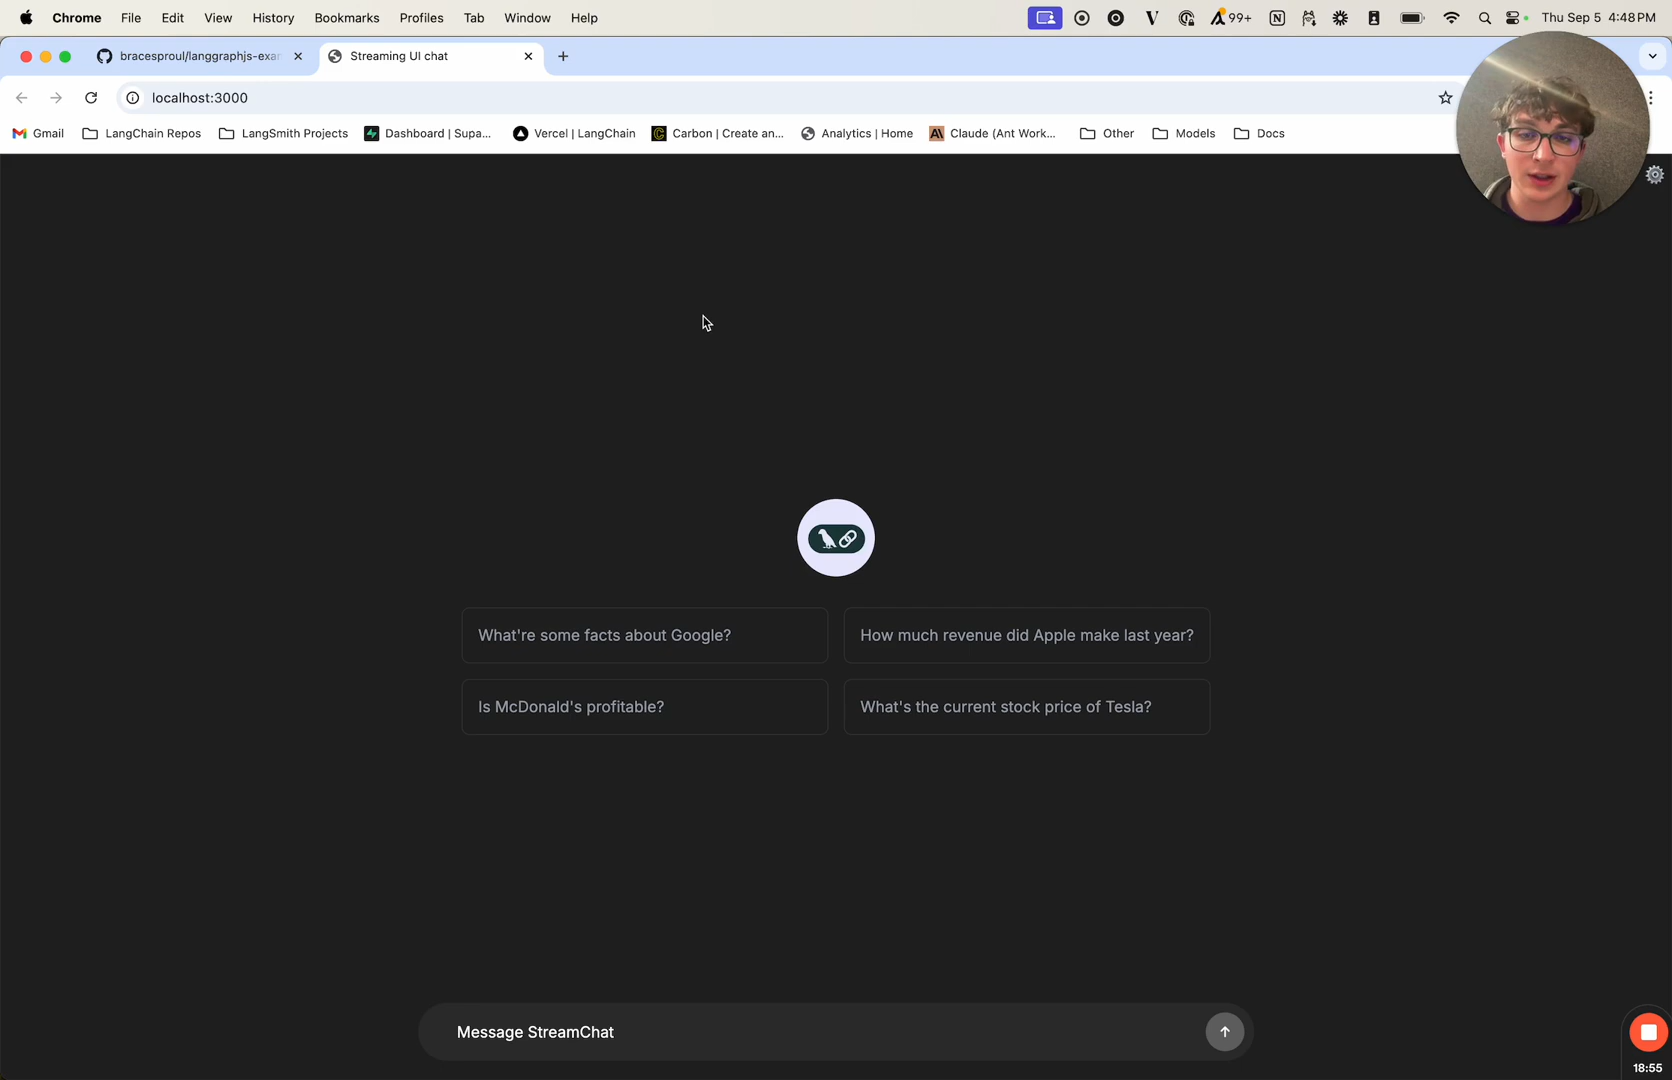 Chrome File Edit View History Bookmarks Profiles Tab Window Help 99+ Thu Sep 5 4:48 PM
bracesproul/langgraphjs-exa Streaming UI chat
localhost:3000
Gmail LangChain Repos LangSmith Projects Dashboard | Supa... Vercel | LangChain Carbon | Create an... Analytics | Home Claude (Ant Work... Other Models Docs
What're some facts about Google? How much revenue did Apple make last year?
Is McDonald's profitable? What's the current stock price of Tesla?
Message StreamChat
18:55